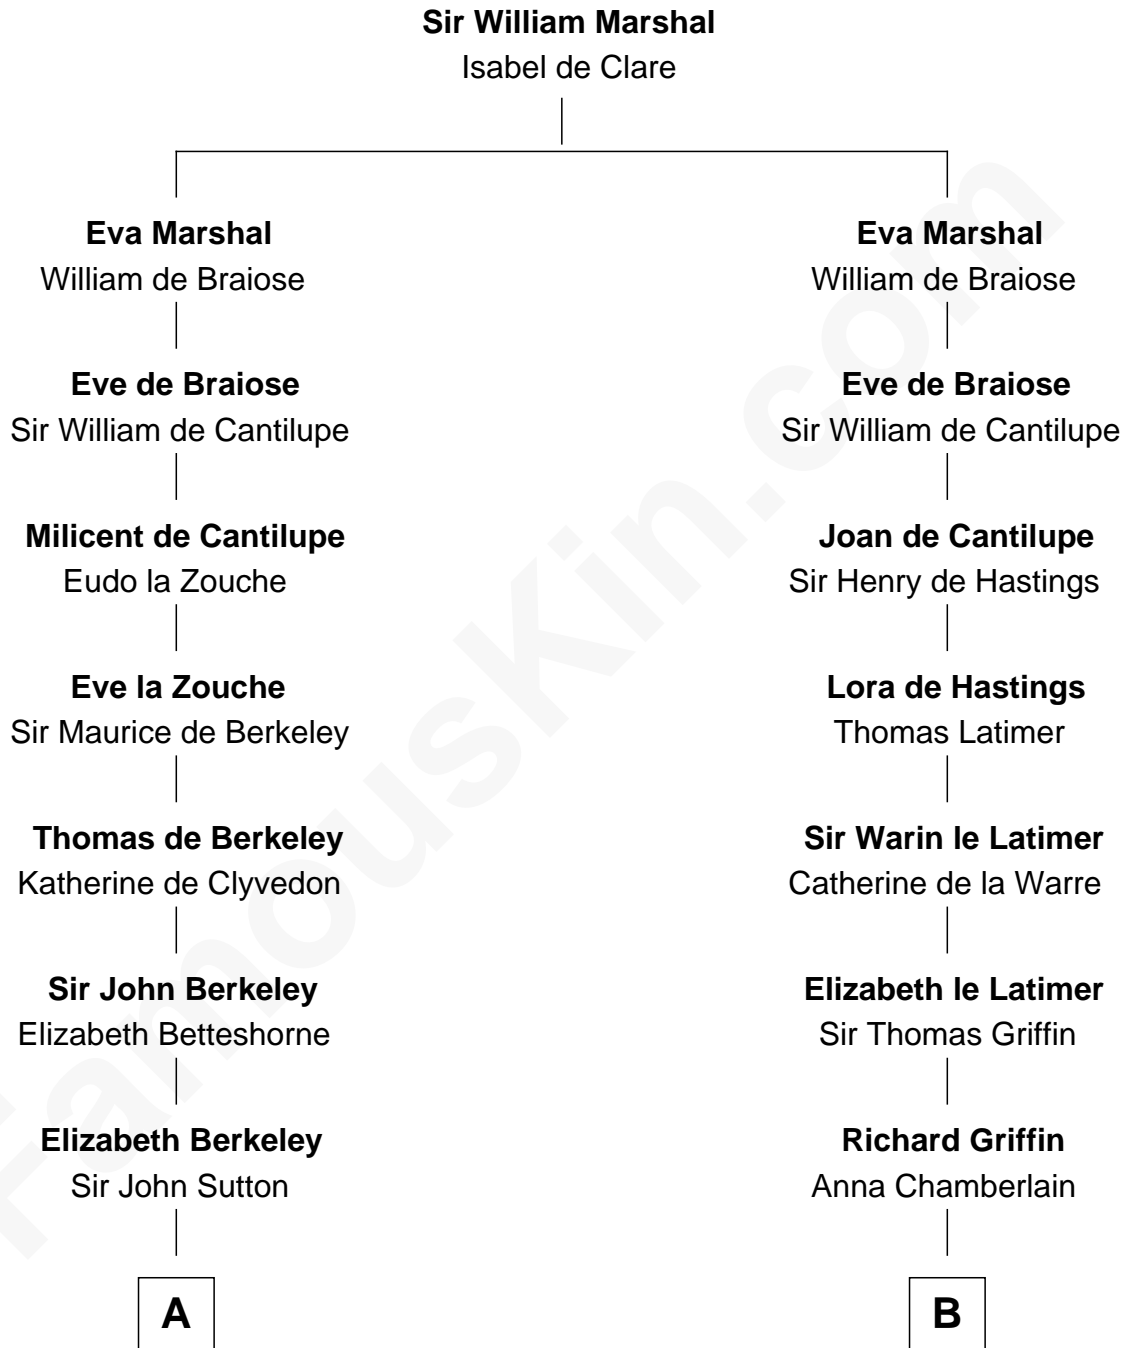 Sir William Marshal
Isabel de Clare
Eva Marshal
William de Braiose
Eve de Braiose
Sir William de Cantilupe
Milicent de Cantilupe
Eudo la Zouche
Eve la Zouche
Sir Maurice de Berkeley
Thomas de Berkeley
Katherine de Clyvedon
Sir John Berkeley
Elizabeth Betteshorne
Elizabeth Berkeley
Sir John Sutton
A
Eva Marshal
William de Braiose
Eve de Braiose
Sir William de Cantilupe
Joan de Cantilupe
Sir Henry de Hastings
Lora de Hastings
Thomas Latimer
Sir Warin le Latimer
Catherine de la Warre
Elizabeth le Latimer
Sir Thomas Griffin
Richard Griffin
Anna Chamberlain
B
FamousKin.com